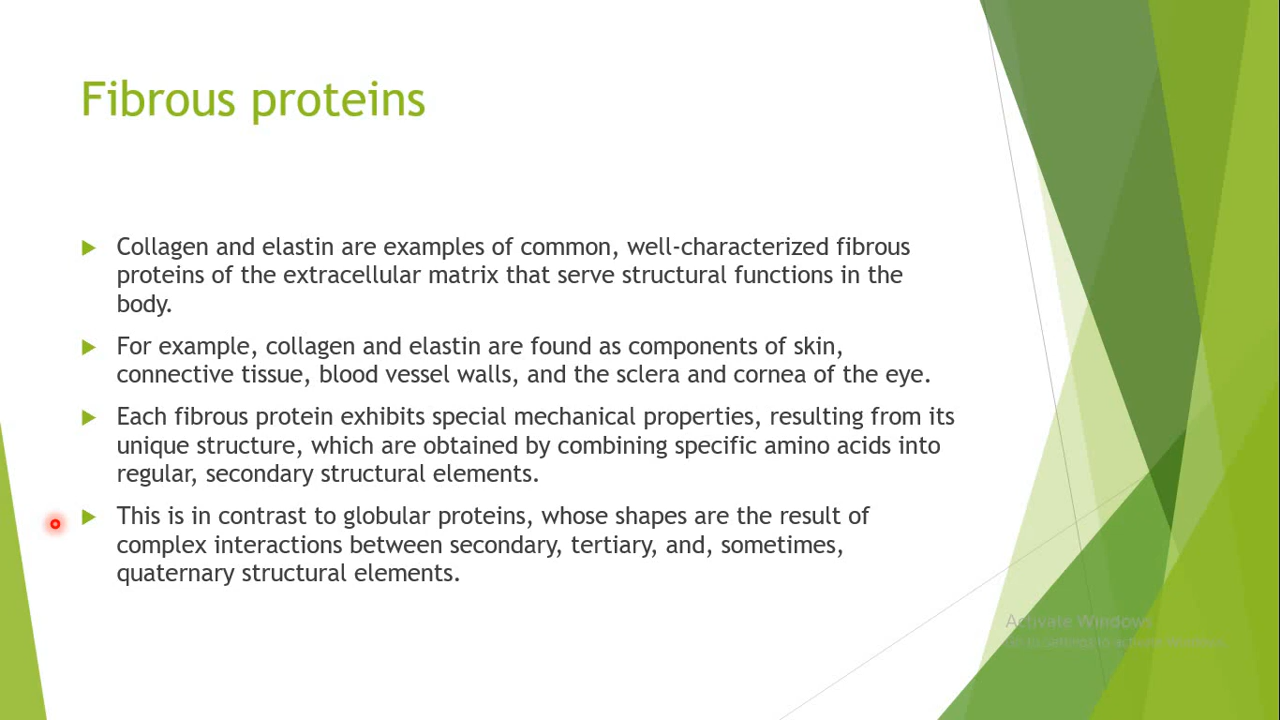 Fibrous proteins
Collagen and elastin are examples of common, well-characterized fibrous
proteins of the extracellular matrix that serve structural functions in the
body.
For example, collagen and elastin are found as components of skin,
connective tissue, blood vessel walls, and the sclera and cornea of the eye.
Each fibrous protein exhibits special mechanical properties, resulting from its
unique structure, which are obtained by combining specific amino acids into
regular, secondary structural elements.
This is in contrast to globular proteins, whose shapes are the result of
complex interactions between secondary, tertiary, and, sometimes,
quaternary structural elements.
Activate Windows
to activate Windows.